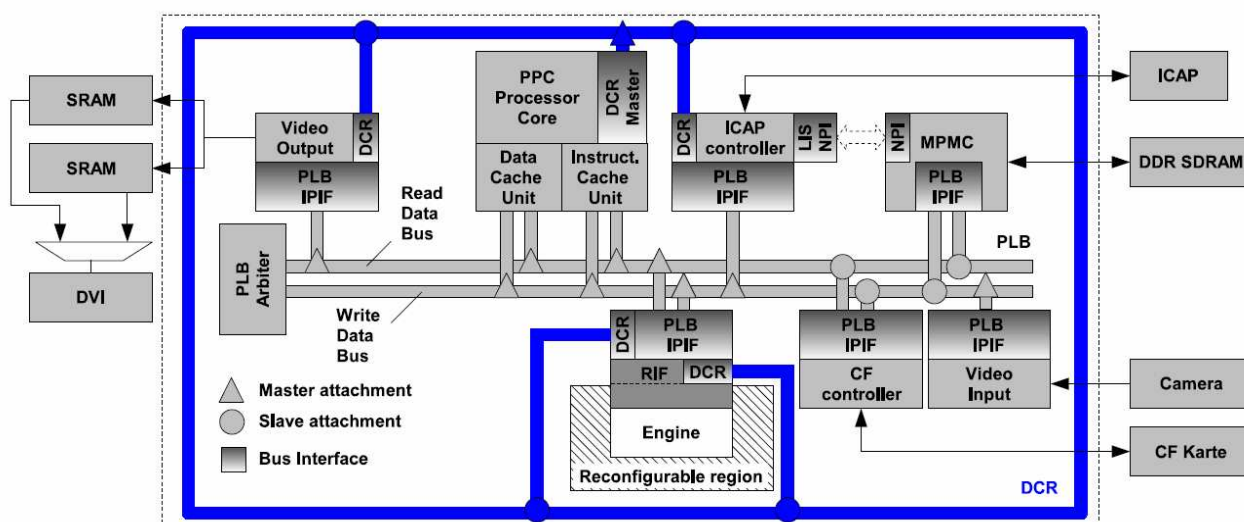 SRAM
SRAM
DVI
Video
Output
DCR
PLB
IPIF
PPC
Processor
Core
DCR
Master
Data
Cache
Unit
Instruct.
Cache
Unit
DCR
ICAP
controller
LIS
NPI
PLB
IPIF
NPI
MPMC
PLB
IPIF
ICAP
DDR SDRAM
Read
Data
Bus
PLB
PLB
Arbiter
Write
Data
Bus
DCR
PLB
IPIF
RIF
DCR
Engine
Reconfigurable region
PLB
IPIF
CF
controller
PLB
IPIF
Video
Input
Camera
CF Karte
Master attachment
Slave attachment
Bus Interface
DCR